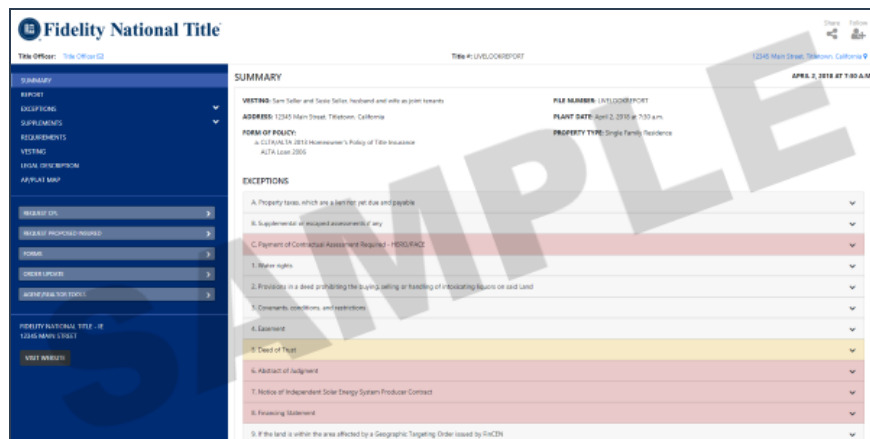 Fidelity National Title
Share Follow
Title Officer: Title Officer
Title #: LIVELOOKREPORT
12345 Main Street, Titletown, California
SUMMARY
REPORT
EXCEPTIONS
SUPPLEMENTS
REQUIREMENTS
VESTING
LEGAL DESCRIPTION
AP/PLAT MAP
REQUEST CPL
REQUEST PROPOSED INSURED
FORMS
ORDER UPDATE
AGENT/REALTOR TOOLS
FIDELITY NATIONAL TITLE - IE
12345 MAIN STREET
VISIT WEBSITE
SUMMARY
APRIL 2, 2018 AT 7:30 A.M
VESTING: Sam Seller and Susie Seller, husband and wife as joint tenants
ADDRESS: 12345 Main Street, Titletown, California
FORM OF POLICY:
a. CLTA/ALTA 2013 Homeowner's Policy of Title Insurance
ALTA Loan 2006
FILE NUMBER: LIVELOOKREPORT
PLANT DATE: April 2, 2018 at 7:30 a.m.
PROPERTY TYPE: Single Family Residence
EXCEPTIONS
A. Property taxes, which are a lien not yet due and payable
B. Supplemental or escaped assessments if any
C. Payment of Contractual Assessment Required - HERO/PACE
1. Water rights
2. Provisions in a deed prohibiting the buying, selling or handling of intoxicating liquors on said Land
3. Covenants, conditions, and restrictions
4. Easement
5. Deed of Trust
6. Abstract of Judgment
7. Notice of Independent Solar Energy System Producer Contract
8. Financing Statement
9. If the land is within the area affected by a Geographic Targeting Order issued by FinCEN
SAMPLE